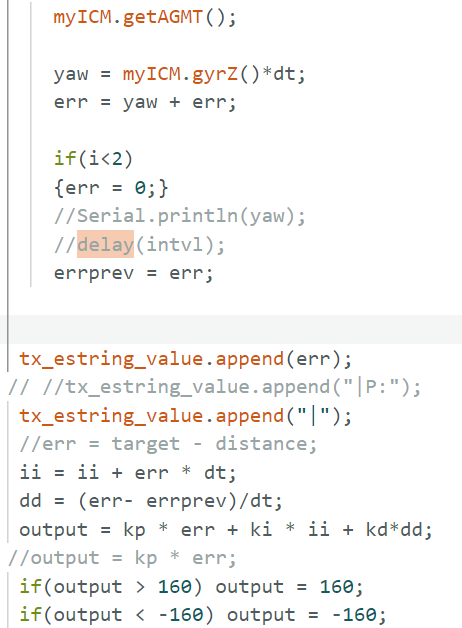 myICM.getAGMT();
yaw = myICM.gyrZ()*dt;
err = yaw + err;
if(i<2)
{err = 0;}
//Serial.println(yaw);
//delay(intvl);
errprev = err;
tx_estring_value.append(err);
// //tx_estring_value.append("|P:");
tx_estring_value.append("|");
//err = target - distance;
ii = ii + err * dt;
dd = (err- errprev)/dt;
output = kp * err + ki * ii + kd*dd;
//output = kp * err;
if(output > 160) output = 160;
if(output < -160) output = -160;